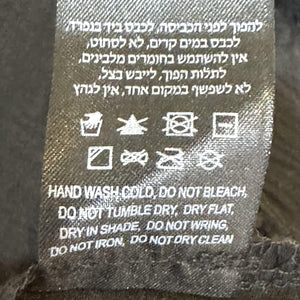 להפוך לפני הכביסה, לכבס בין בנפרד
לכבס במים קרים, לא לסחוט,
אין להשתמש בחומרים מלבינים,
לתלות הפוך, לייבש בצל,
לא לשפשף במקום אחד, אין לגהץ
HAND WASH COLD, DO NOT BLEACH,
DO NOT TUMBLE DRY, DRY FLAT,
DRY IN SHADE, DO NOT WRING,
DO NOT IRON, DO NOT DRY CLEAN